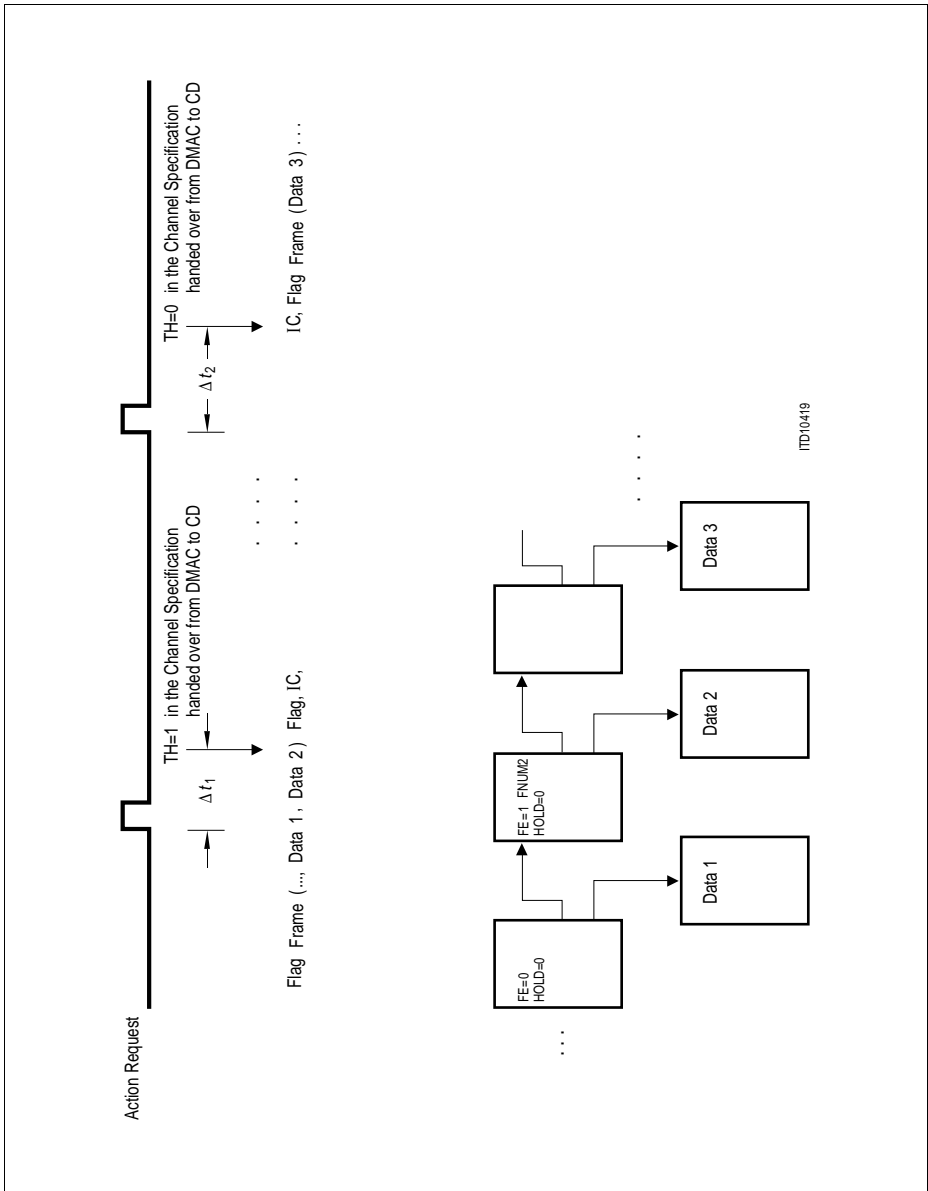 Action Request
TH=1 in the Channel Specification
handed over from DMAC to CD
TH=0 in the Channel Specification
handed over from DMAC to CD
Δt₁
Δt₂
. . . .
Flag Frame (..., Data 1, Data 2) Flag, IC,
. . . .
IC, Flag Frame (Data 3) ...
. . .
FE=0
HOLD=0
FE=1 FNUM2
HOLD=0
. . . .
Data 1
Data 2
Data 3
ITD10419